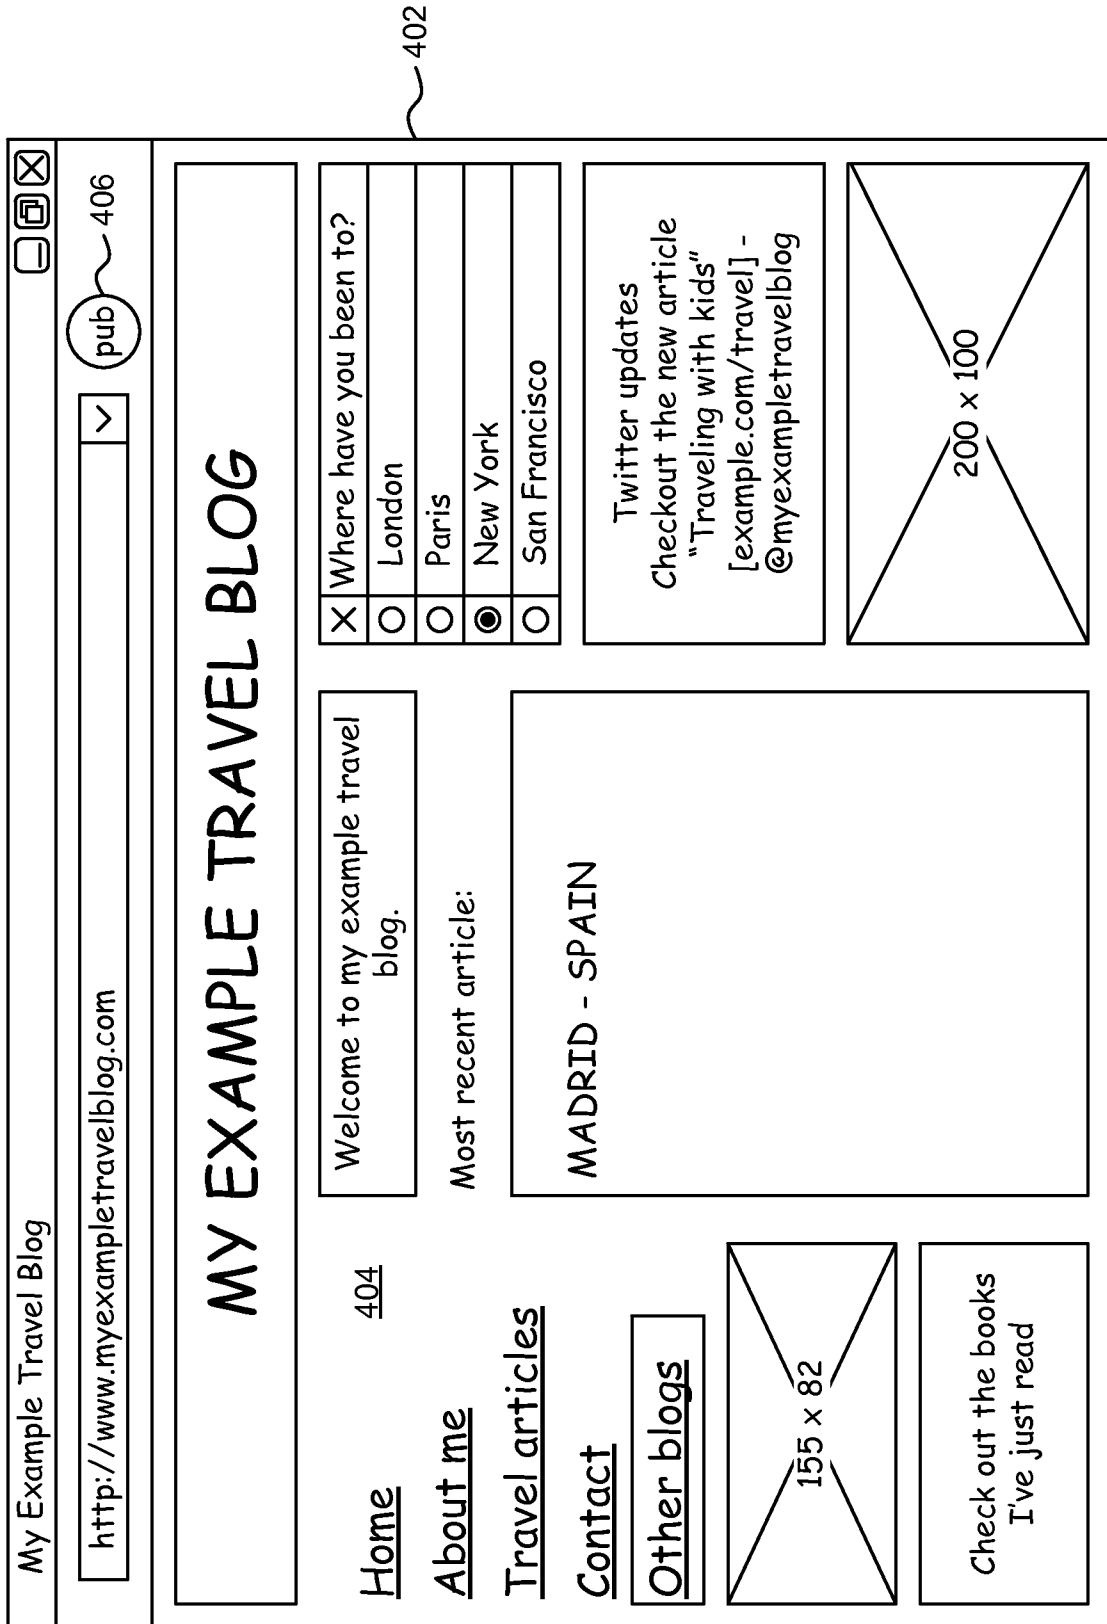 My Example Travel Blog
http://www.myexampletravelblog.com
pub
406
402
MY EXAMPLE TRAVEL BLOG
404
Home
About me
Travel articles
Contact
Other blogs
155 x 82
Check out the books
I've just read
Welcome to my example travel
blog.
Most recent article:
MADRID - SPAIN
X Where have you been to?
London
Paris
New York
San Francisco
Twitter updates
Checkout the new article
"Traveling with kids"
[example.com/travel] -
@myexampletravelblog
200 x 100